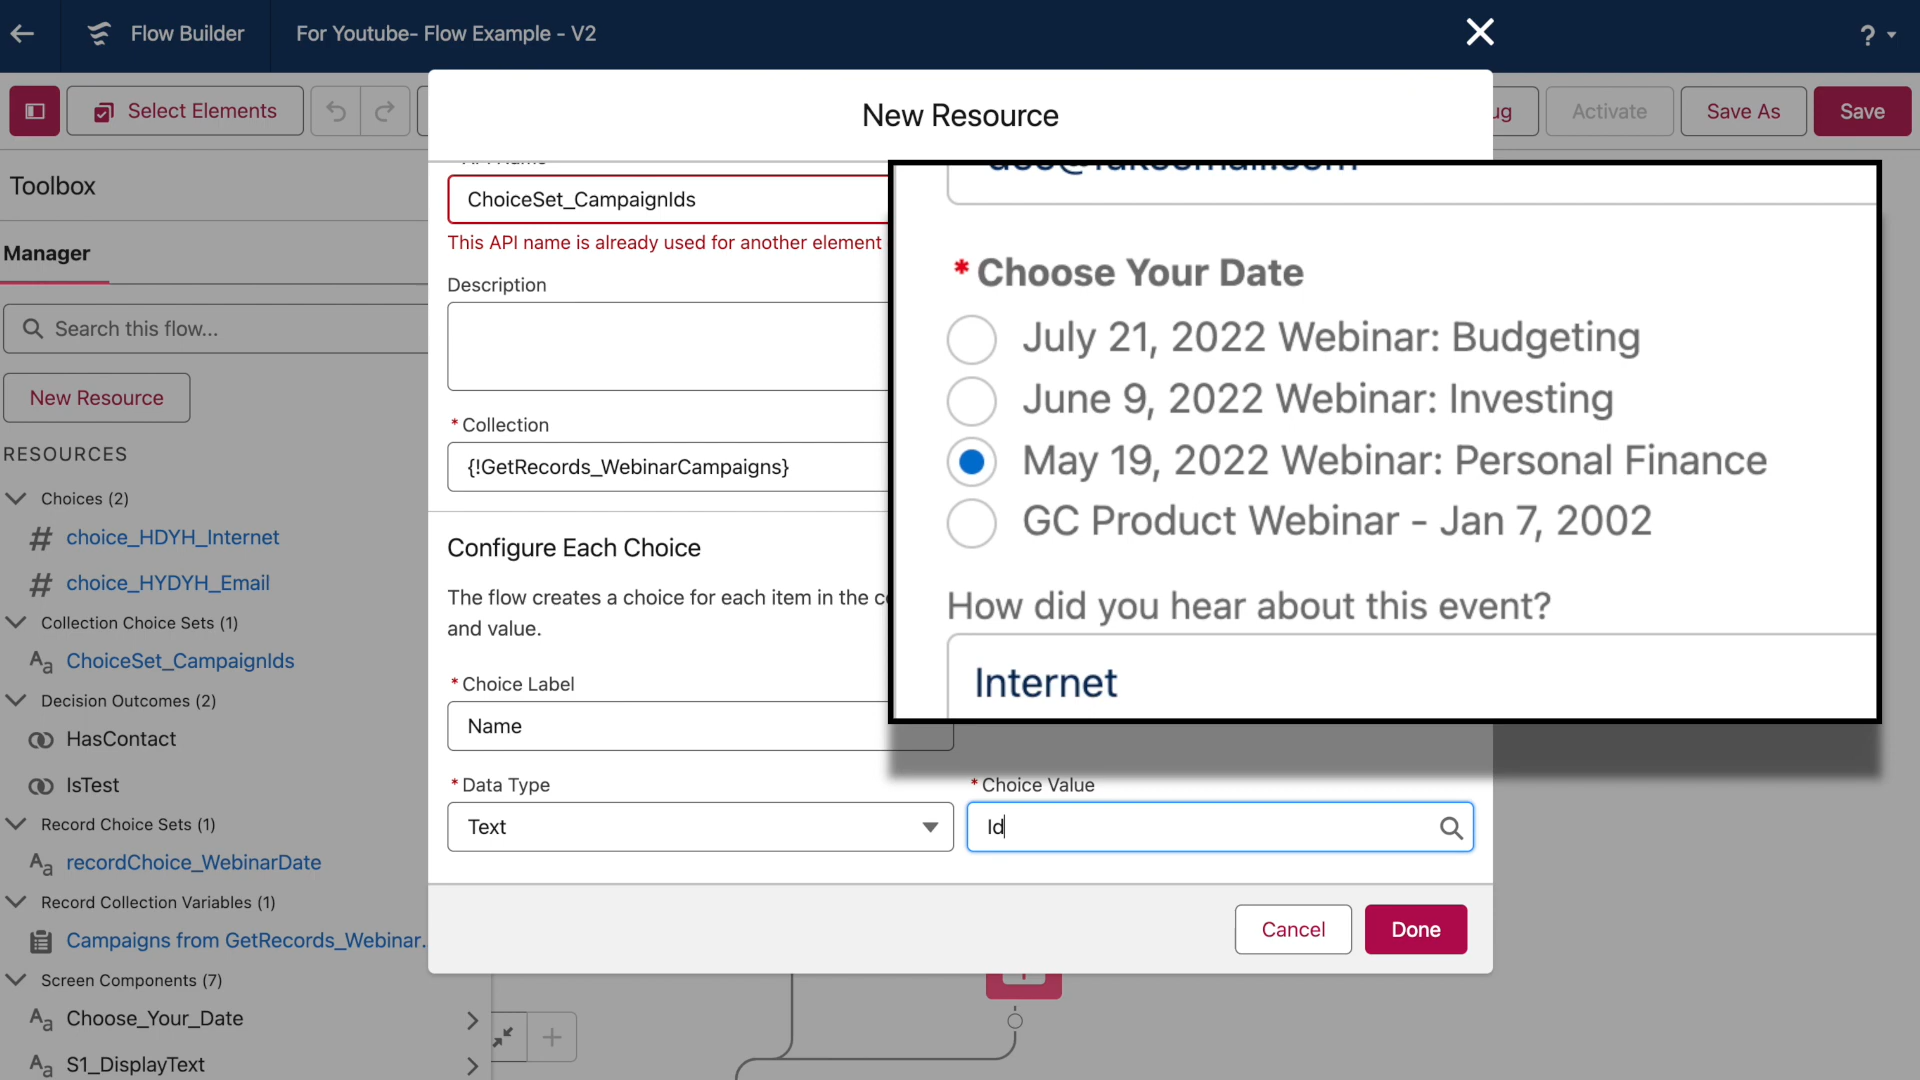 Flow Builder
For Youtube- Flow Example - V2
?
Select Elements
Activate
Save As
Save
New Resource
Toolbox
Manager
Search this flow...
New Resource
RESOURCES
Choices (2)
choice_HDYH_Internet
choice_HYDYH_Email
Collection Choice Sets (1)
ChoiceSet_CampaignIds
Decision Outcomes (2)
HasContact
IsTest
Record Choice Sets (1)
recordChoice_WebinarDate
Record Collection Variables (1)
Campaigns from GetRecords_Webinar.
Screen Components (7)
Choose_Your_Date
S1_DisplayText
ChoiceSet_CampaignIds
This API name is already used for another element
Description
* Collection
{!GetRecords_WebinarCampaigns}
Configure Each Choice
The flow creates a choice for each item in the
and value.
* Choice Label
Name
* Data Type
Text
* Choice Value
Id
Cancel
Done
* Choose Your Date
July 21, 2022 Webinar: Budgeting
June 9, 2022 Webinar: Investing
May 19, 2022 Webinar: Personal Finance
GC Product Webinar - Jan 7, 2002
How did you hear about this event?
Internet